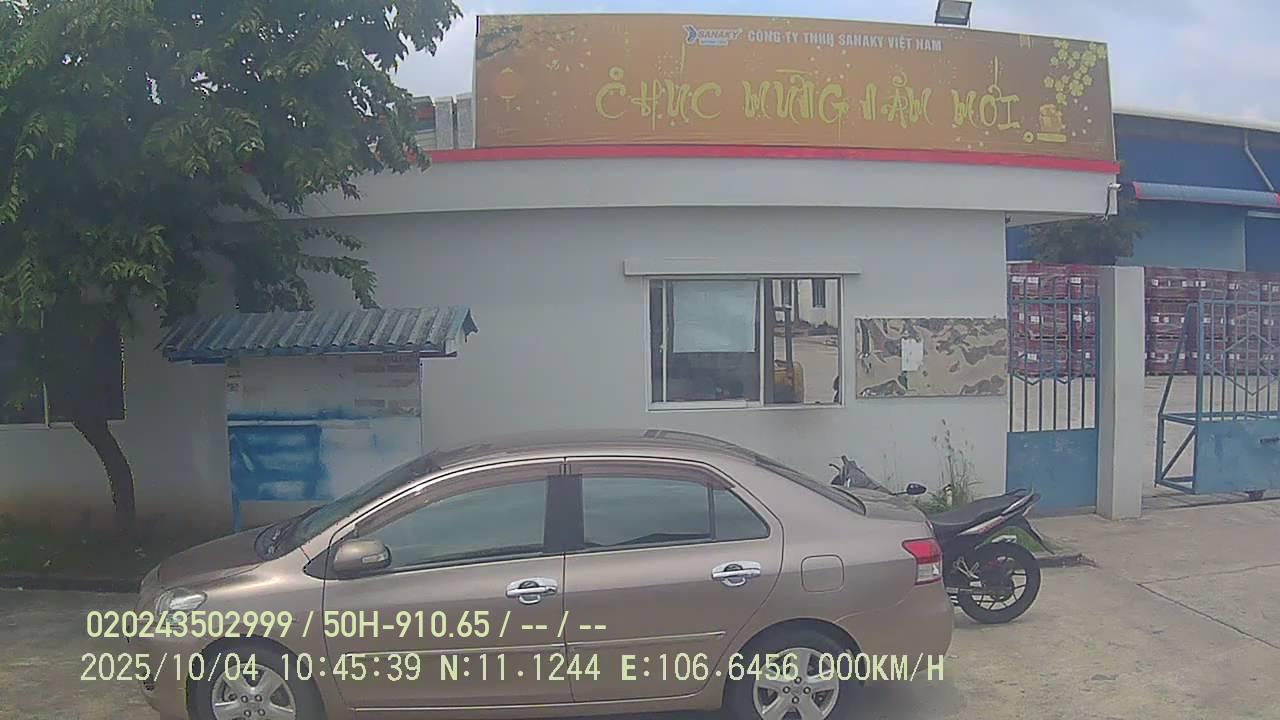 SANAKY CÔNG TY TNHH SANAKY VIỆT NAM
CHÚC MỪNG NĂM MỚI
020243502999 / 50H-910.65 / -- / --
2025/10/04 10:45:39 N:11.1244 E:106.6456 000KM/H